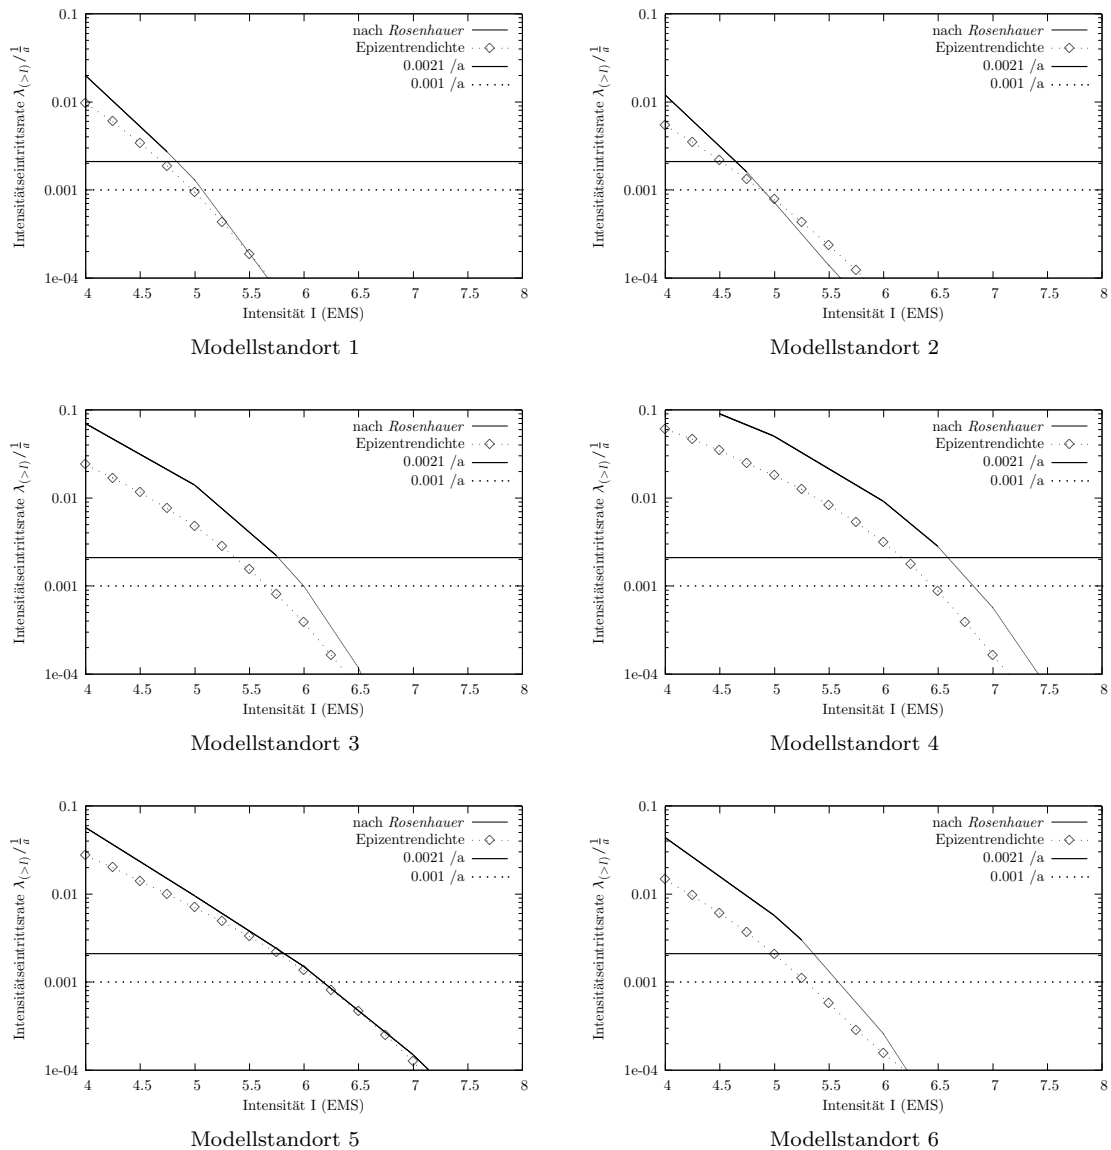 0.1
0.01
0.001
1e-04
4 4.5 5 5.5 6 6.5 7 7.5 8
Intensitätseintrittsrate λ(>I)/1/a
Intensität I (EMS)
nach Rosenhauer
Epizentrendichte
0.0021 /a
0.001 /a
Modellstandort 1
0.1
0.01
0.001
1e-04
4 4.5 5 5.5 6 6.5 7 7.5 8
Intensitätseintrittsrate λ(>I)/1/a
Intensität I (EMS)
nach Rosenhauer
Epizentrendichte
0.0021 /a
0.001 /a
Modellstandort 2
0.1
0.01
0.001
1e-04
4 4.5 5 5.5 6 6.5 7 7.5 8
Intensitätseintrittsrate λ(>I)/1/a
Intensität I (EMS)
nach Rosenhauer
Epizentrendichte
0.0021 /a
0.001 /a
Modellstandort 3
0.1
0.01
0.001
1e-04
4 4.5 5 5.5 6 6.5 7 7.5 8
Intensitätseintrittsrate λ(>I)/1/a
Intensität I (EMS)
nach Rosenhauer
Epizentrendichte
0.0021 /a
0.001 /a
Modellstandort 4
0.1
0.01
0.001
1e-04
4 4.5 5 5.5 6 6.5 7 7.5 8
Intensitätseintrittsrate λ(>I)/1/a
Intensität I (EMS)
nach Rosenhauer
Epizentrendichte
0.0021 /a
0.001 /a
Modellstandort 5
0.1
0.01
0.001
1e-04
4 4.5 5 5.5 6 6.5 7 7.5 8
Intensitätseintrittsrate λ(>I)/1/a
Intensität I (EMS)
nach Rosenhauer
Epizentrendichte
0.0021 /a
0.001 /a
Modellstandort 6